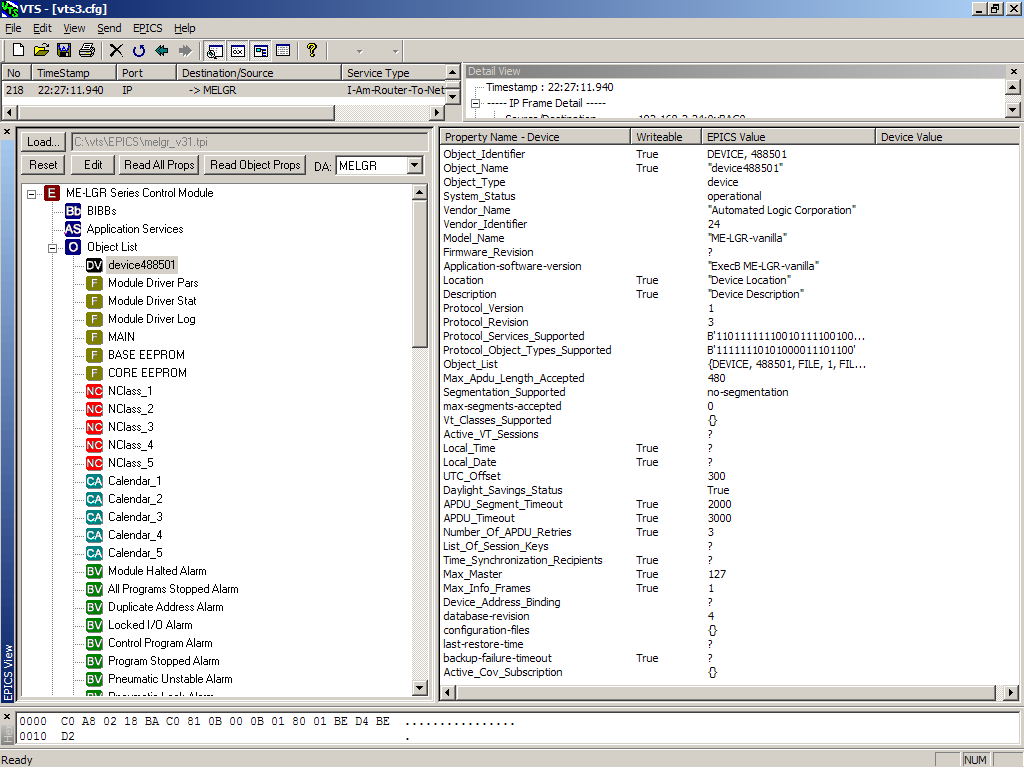 VTS - [vts3.cfg]
File Edit View Send EPICS Help
No TimeStamp Port Destination/Source Service Type
218 22:27:11.940 IP -> MELGR I-Am-Router-To-Net
Detail View
Timestamp : 22:27:11.940
----- IP Frame Detail -----
Load... C:\vts\EPICS\melgr_v31.tpi
Reset Edit Read All Props Read Object Props DA: MELGR
E ME-LGR Series Control Module
Bb BIBBs
AS Application Services
O Object List
DV device488501
F Module Driver Pars
F Module Driver Stat
F Module Driver Log
F MAIN
F BASE EEPROM
F CORE EEPROM
NC NClass_1
NC NClass_2
NC NClass_3
NC NClass_4
NC NClass_5
CA Calendar_1
CA Calendar_2
CA Calendar_3
CA Calendar_4
CA Calendar_5
BV Module Halted Alarm
BV All Programs Stopped Alarm
BV Duplicate Address Alarm
BV Locked I/O Alarm
BV Control Program Alarm
BV Program Stopped Alarm
BV Pneumatic Unstable Alarm
EPICS View
Property Name - Device Writeable EPICS Value Device Value
Object_Identifier True DEVICE, 488501
Object_Name True "device488501"
Object_Type device
System_Status operational
Vendor_Name "Automated Logic Corporation"
Vendor_Identifier 24
Model_Name "ME-LGR-vanilla"
Firmware_Revision ?
Application-software-version "ExecB ME-LGR-vanilla"
Location True "Device Location"
Description True "Device Description"
Protocol_Version 1
Protocol_Revision 3
Protocol_Services_Supported B'11011111110010111100100...
Protocol_Object_Types_Supported B'11111110101000011101100'
Object_List {DEVICE, 488501, FILE, 1, FIL...
Max_Apdu_Length_Accepted 480
Segmentation_Supported no-segmentation
max-segments-accepted 0
Vt_Classes_Supported {}
Active_VT_Sessions ?
Local_Time True ?
Local_Date True ?
UTC_Offset 300
Daylight_Savings_Status True
APDU_Segment_Timeout True 2000
APDU_Timeout True 3000
Number_Of_APDU_Retries True 3
List_Of_Session_Keys ?
Time_Synchronization_Recipients True ?
Max_Master True 127
Max_Info_Frames True 1
Device_Address_Binding ?
database-revision 4
configuration-files {}
last-restore-time ?
backup-failure-timeout True ?
Active_Cov_Subscription {}
0000 C0 A8 02 18 BA C0 81 0B 00 0B 01 80 01 BE D4 BE ................
0010 D2 .
Ready NUM